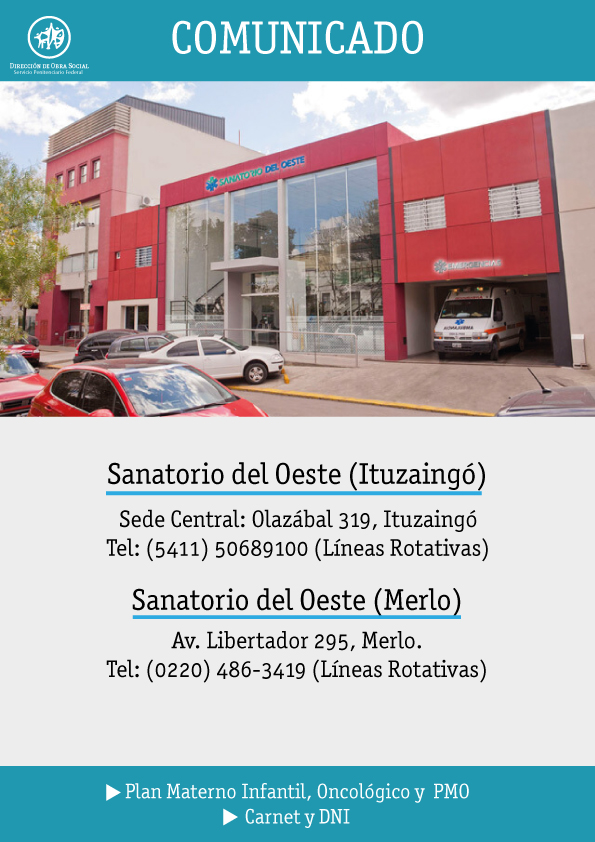 DIRECCIÓN DE OBRA SOCIAL
Servicio Penitenciario Federal
COMUNICADO
SANATORIO DEL OESTE
Sanatorio del Oeste (Ituzaingó)
Sede Central: Olazábal 319, Ituzaingó
Tel: (5411) 50689100 (Líneas Rotativas)
Sanatorio del Oeste (Merlo)
Av. Libertador 295, Merlo.
Tel: (0220) 486-3419 (Líneas Rotativas)
Plan Materno Infantil, Oncológico y PMO
Carnet y DNI